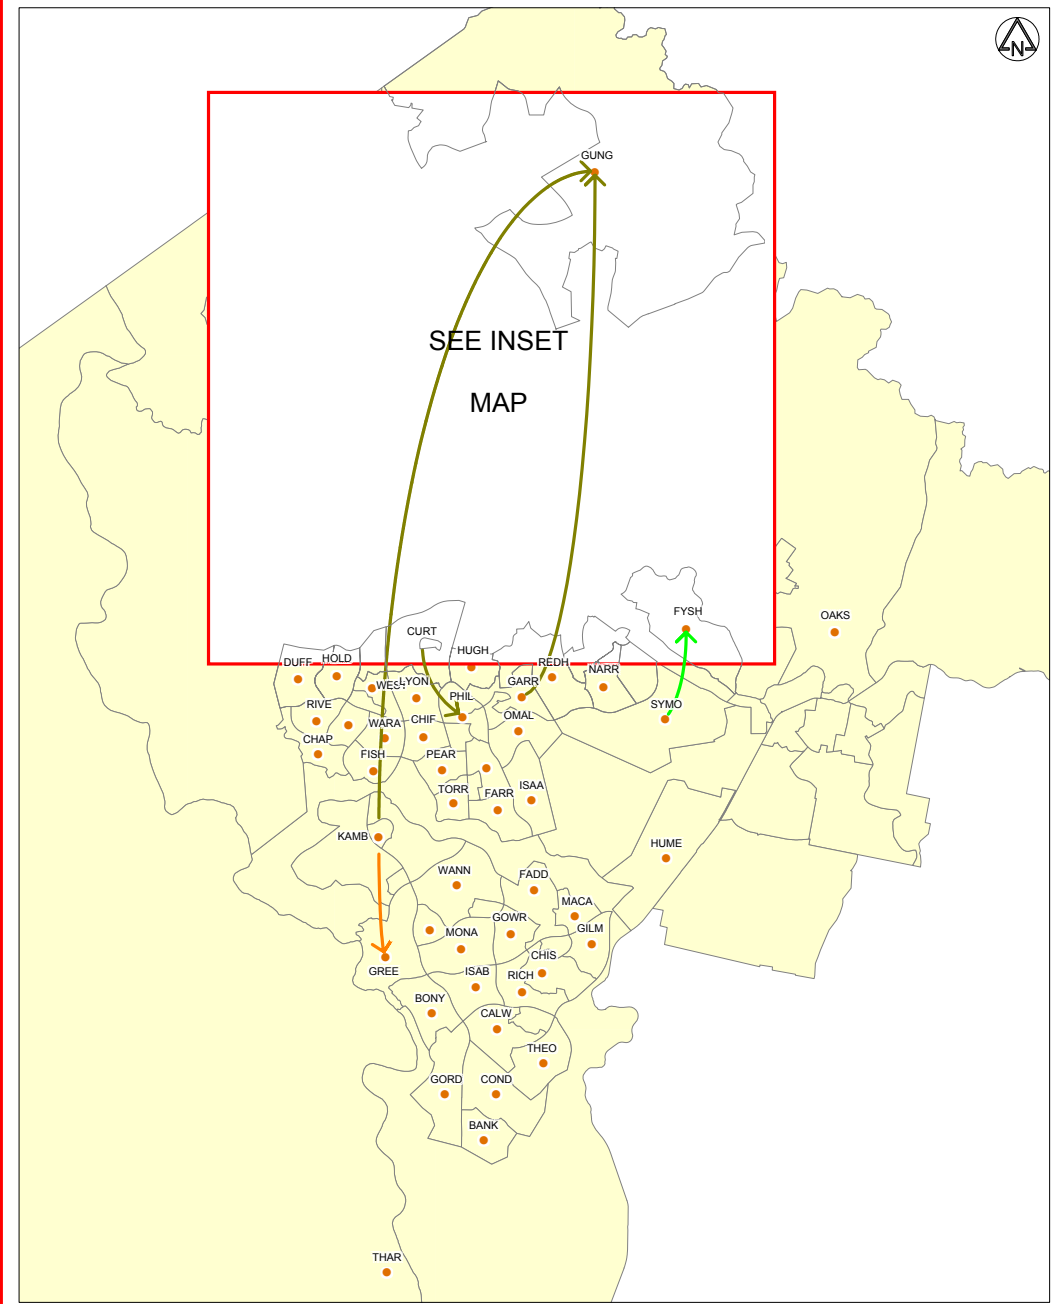 N
GUNG
SEE INSET
MAP
FYSH
OAKS
CURT
HUGH
DUFF
HOLD
REDH
NARR
WEST
LYON
GARR
PHIL
RIVE
SYMO
WARA
CHIF
OMAL
CHAP
FISH
PEAR
TORR
FARR
ISAA
KAMB
HUME
WANN
FADD
MACA
GOWR
GILM
MONA
CHIS
GREE
ISAB
RICH
BONY
CALW
THEO
GORD
COND
BANK
THAR